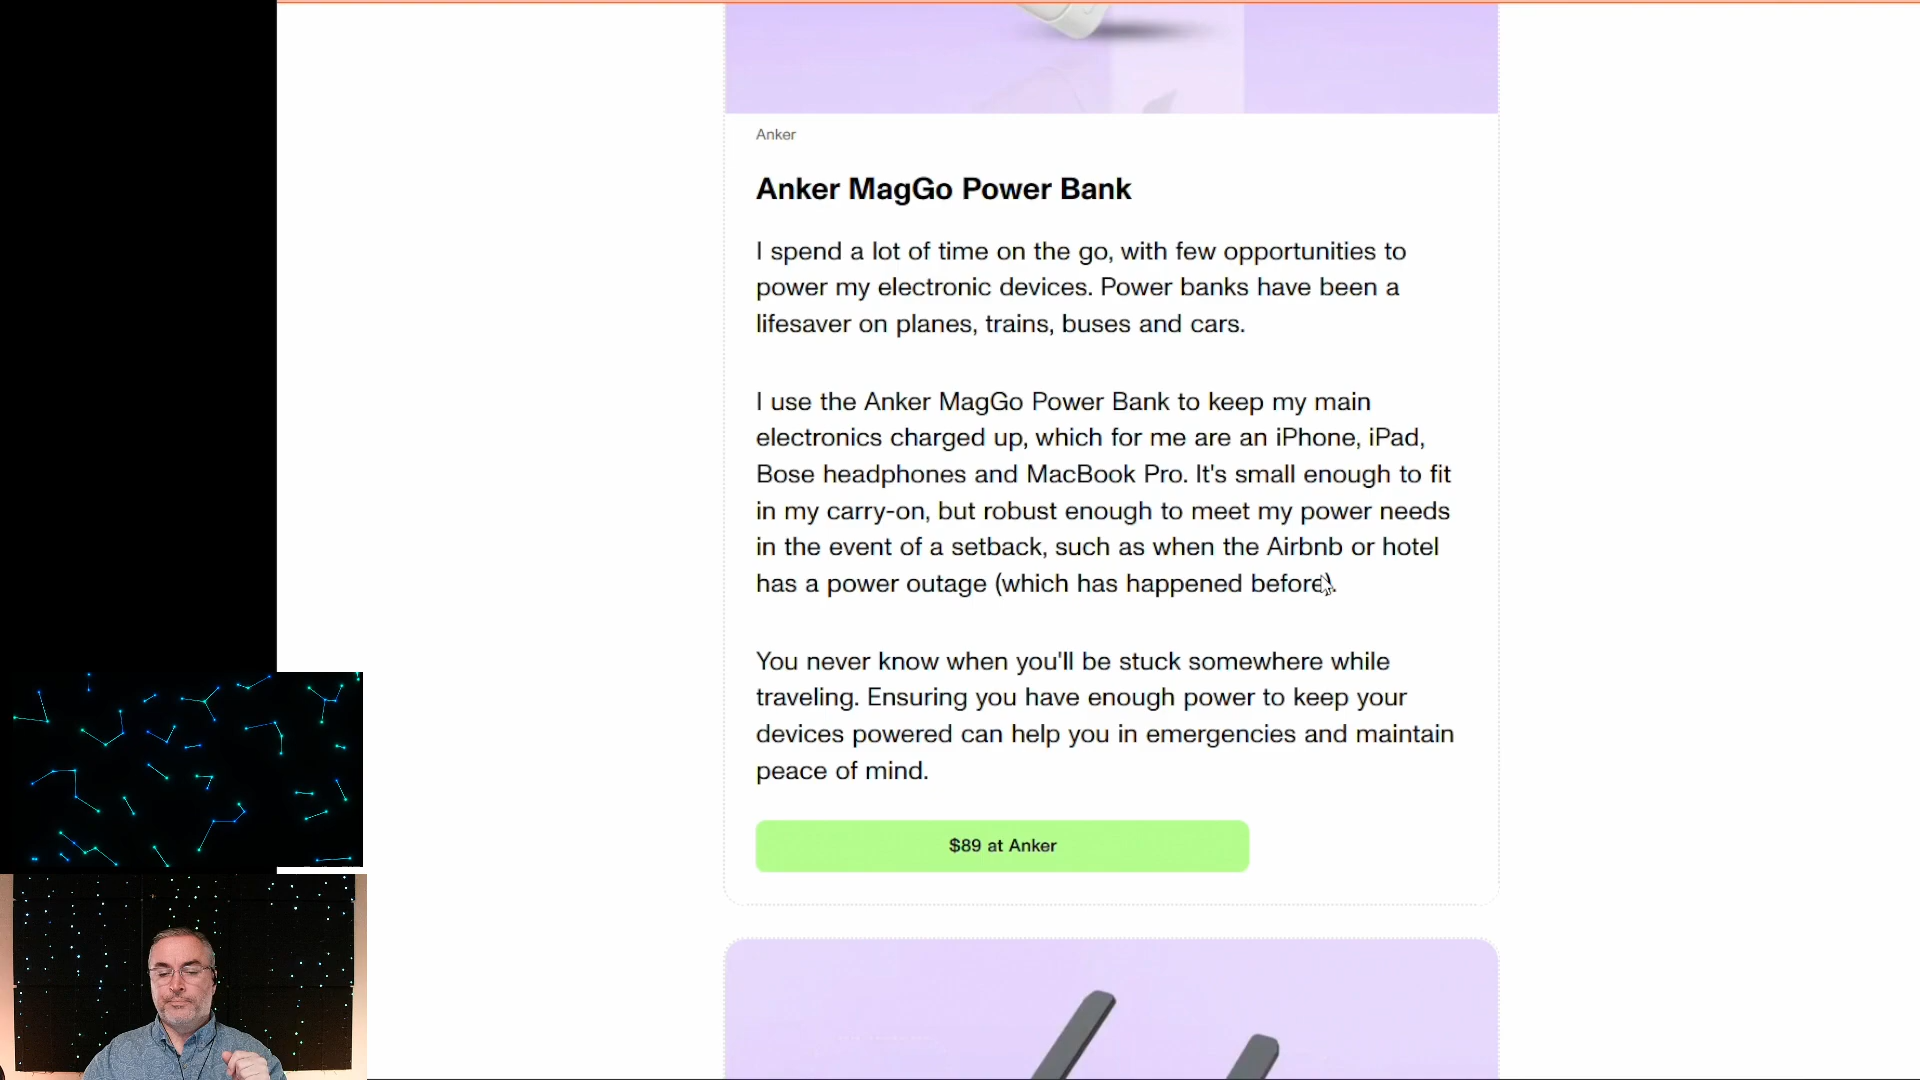 Anker
Anker MagGo Power Bank
I spend a lot of time on the go, with few opportunities to
power my electronic devices. Power banks have been a
lifesaver on planes, trains, buses and cars.
I use the Anker MagGo Power Bank to keep my main
electronics charged up, which for me are an iPhone, iPad,
Bose headphones and MacBook Pro. It's small enough to fit
in my carry-on, but robust enough to meet my power needs
in the event of a setback, such as when the Airbnb or hotel
has a power outage (which has happened before).
You never know when you'll be stuck somewhere while
traveling. Ensuring you have enough power to keep your
devices powered can help you in emergencies and maintain
peace of mind.
$89 at Anker